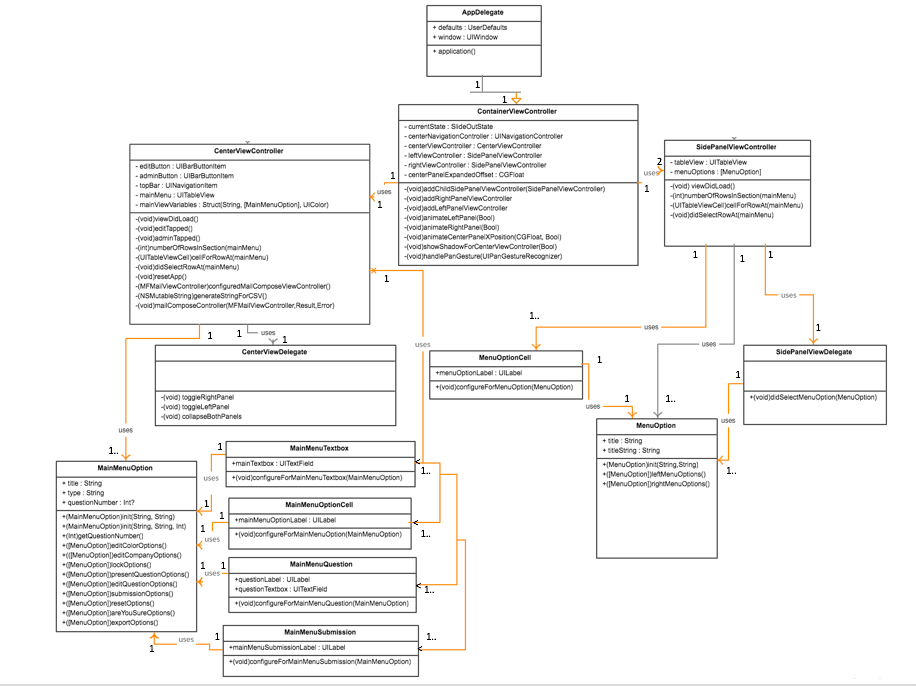 AppDelegate
+ defaults : UserDefaults
+ window : UIWindow
+ application()
1
1
ContainerViewController
- currentState : SlideOutState
- centerNavigationController : UINavigationController
- centerViewController : CenterViewController
- leftViewController : SidePanelViewController
- rightViewController : SidePanelViewController
- centerPanelExpandedOffset : CGFloat
-(void)addChildSidePanelViewController(SidePanelViewController)
-(void)addRightPanelViewController
-(void)addLeftPanelViewController
-(void)animateLeftPanel(Bool)
-(void)animateRightPanel(Bool)
-(void)animateCenterPanelXPosition(CGFloat, Bool)
-(void)showShadowForCenterViewController(Bool)
-(void)handlePanGesture(UIPanGestureRecognizer)
1
uses
1
2
uses
1
CenterViewController
- editButton : UIBarButtonItem
- adminButton : UIBarButtonItem
- topBar : UINavigationItem
- mainMenu : UITableView
- mainViewVariables : Struct(String, [MainMenuOption], UIColor)
-(void)viewDidLoad()
-(void)editTapped()
-(void)adminTapped()
-(int)numberOfRowsInSection(mainMenu)
-(UITableViewCell)cellForRowAt(mainMenu)
-(void)didSelectRowAt(mainMenu)
-(void)resetApp()
-(MFMailViewController)configuredMailComposeViewController()
-(NSMutableString)generateStringForCSV()
-(void)mailComposeController(MFMailViewController,Result,Error)
SidePanelViewController
- tableView : UITableView
- menuOptions : [MenuOption]
-(void) viewDidLoad()
-(int)numberOfRowsInSection(mainMenu)
-(UITableViewCell)cellForRowAt(mainMenu)
-(void)didSelectRowAt(mainMenu)
1
1
1
1
uses
1..
uses
1
uses
1
1
uses
1
uses
CenterViewDelegate
-(void) toggleRightPanel
-(void) toggleLeftPanel
-(void) collapseBothPanels
MenuOptionCell
+menuOptionLabel : UILabel
+(void)configureForMenuOption(MenuOption)
1
uses
1
1..
SidePanelViewDelegate
+(void)didSelectMenuOption(MenuOption)
1
uses
1..
MenuOption
+ title : String
+ titleString : String
+(MenuOption)init(String,String)
+([MenuOption])leftMenuOptions()
+([MenuOption])rightMenuOptions()
uses
1..
MainMenuOption
+ title : String
+ type : String
+ questionNumber : Int?
+(MainMenuOption)init(String, String)
+(MainMenuOption)init(String, String, Int)
+(Int)getQuestionNumber()
+([MenuOption])editColorOptions()
+(([MenuOption])editCompanyOptions()
+([MenuOption])lockOptions()
+([MenuOption])presentQuestionOptions()
+([MenuOption])editQuestionOptions()
+([MenuOption])submissionOptions()
+([MenuOption])resetOptions()
+([MenuOption])areYouSureOptions()
+([MenuOption])exportOptions()
1
uses
1
MainMenuTextbox
+mainTextbox : UITextField
+(void)configureForMainMenuTextbox(MainMenuOption)
1..
1
1
uses
MainMenuOptionCell
+mainMenuOptionLabel : UILabel
+(void)configureForMainMenuOption(MainMenuOption)
1..
1
1
uses
MainMenuQuestion
+questionLabel : UILabel
+questionTextbox : UITextField
+(void)configureForMainMenuQuestion(MainMenuOption)
1..
1
uses
1
MainMenuSubmission
+mainMenuSubmissionLabel : UILabel
+(void)configureForMainMenuSubmission(MainMenuOption)
1..